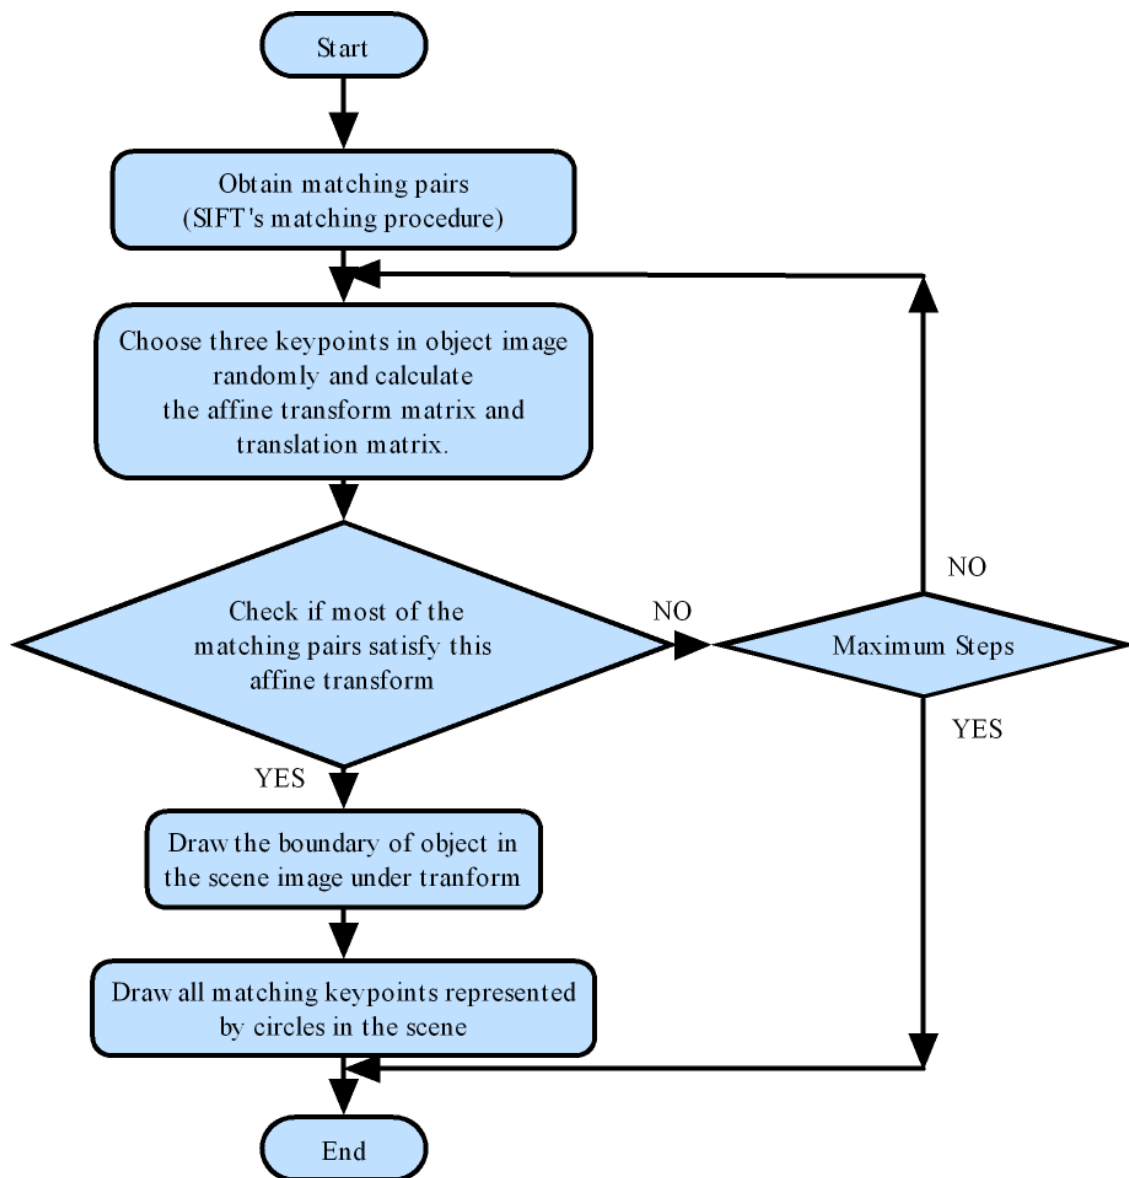 Start
Obtain matching pairs
(SIFT's matching procedure)
Choose three keypoints in object image
randomly and calculate
the affine transform matrix and
translation matrix.
Check if most of the
matching pairs satisfy this
affine transform
NO
Maximum Steps
NO
YES
YES
Draw the boundary of object in
the scene image under tranform
Draw all matching keypoints represented
by circles in the scene
End